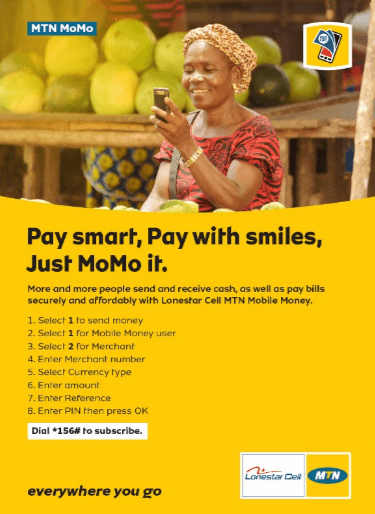 MTN MoMo
Pay smart, Pay with smiles,
Just MoMo it.
More and more people send and receive cash, as well as pay bills
securely and affordably with Lonestar Cell MTN Mobile Money.
1. Select 1 to send money
2. Select 1 for Mobile Money user
3. Select 2 for Merchant
4. Enter Merchant number
5. Select Currency type
6. Enter amount
7. Enter Reference
8. Enter PIN then press OK
Dial *156# to subscribe.
everywhere you go
Lonestar Cell
MTN